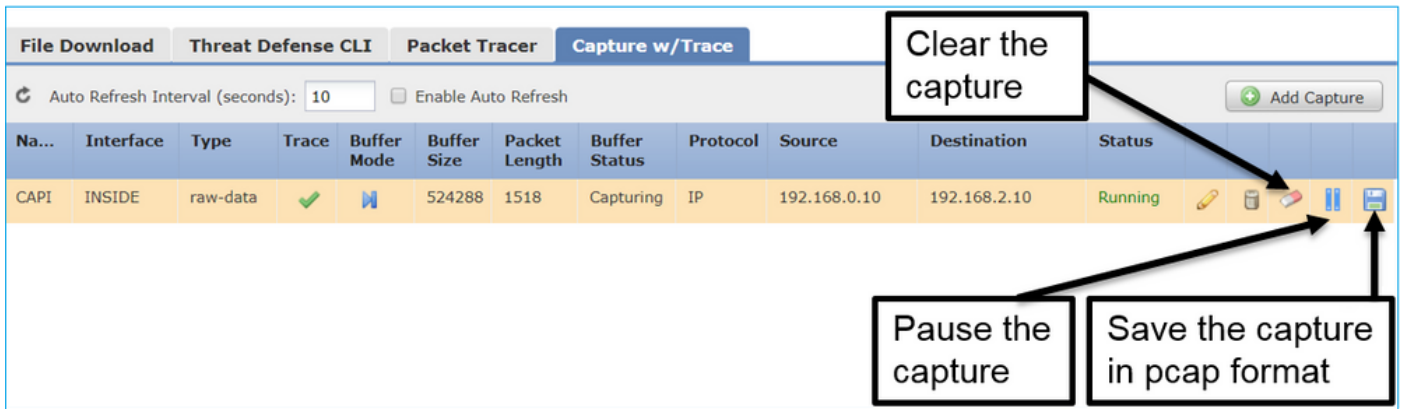 File Download Threat Defense CLI Packet Tracer Capture w/Trace
Clear the
capture
Auto Refresh Interval (seconds): 10 Enable Auto Refresh Add Capture
Na... Interface Type Trace Buffer Mode Buffer Size Packet Length Buffer Status Protocol Source Destination Status
CAPI INSIDE raw-data 524288 1518 Capturing IP 192.168.0.10 192.168.2.10 Running
Pause the
capture
Save the capture
in pcap format